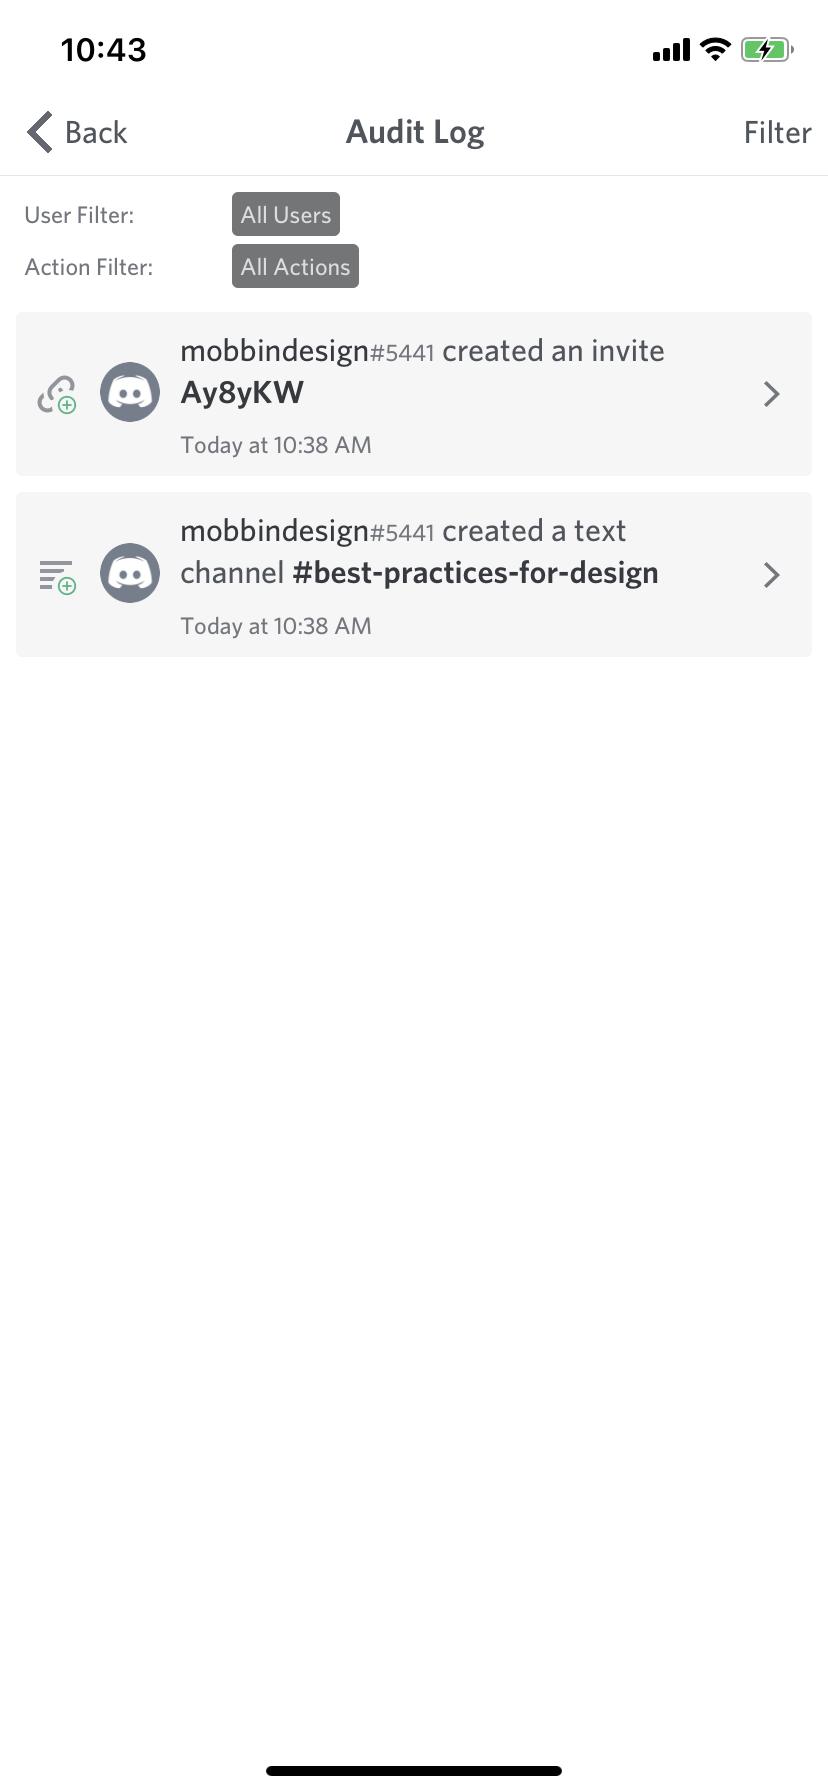 10:43
Back Audit Log Filter
User Filter: All Users
Action Filter: All Actions
mobbindesign#5441 created an invite
Ay8yKW
Today at 10:38 AM
mobbindesign#5441 created a text
channel #best-practices-for-design
Today at 10:38 AM